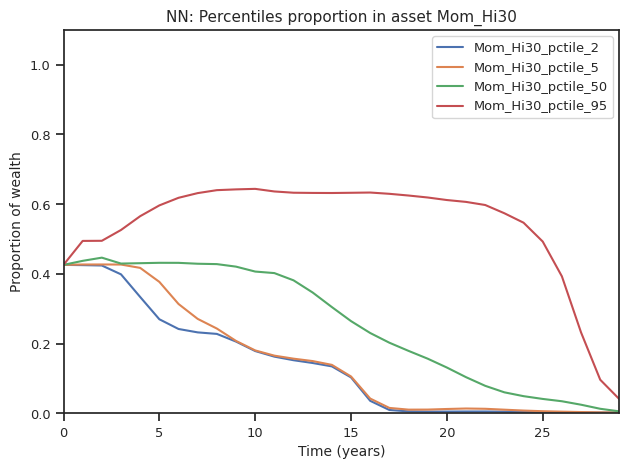 NN: Percentiles proportion in asset Mom_Hi30
Mom_Hi30_pctile_2
Mom_Hi30_pctile_5
Mom_Hi30_pctile_50
Mom_Hi30_pctile_95
Proportion of wealth
1.0
0.8
0.6
0.4
0.2
0.0
0 5 10 15 20 25
Time (years)